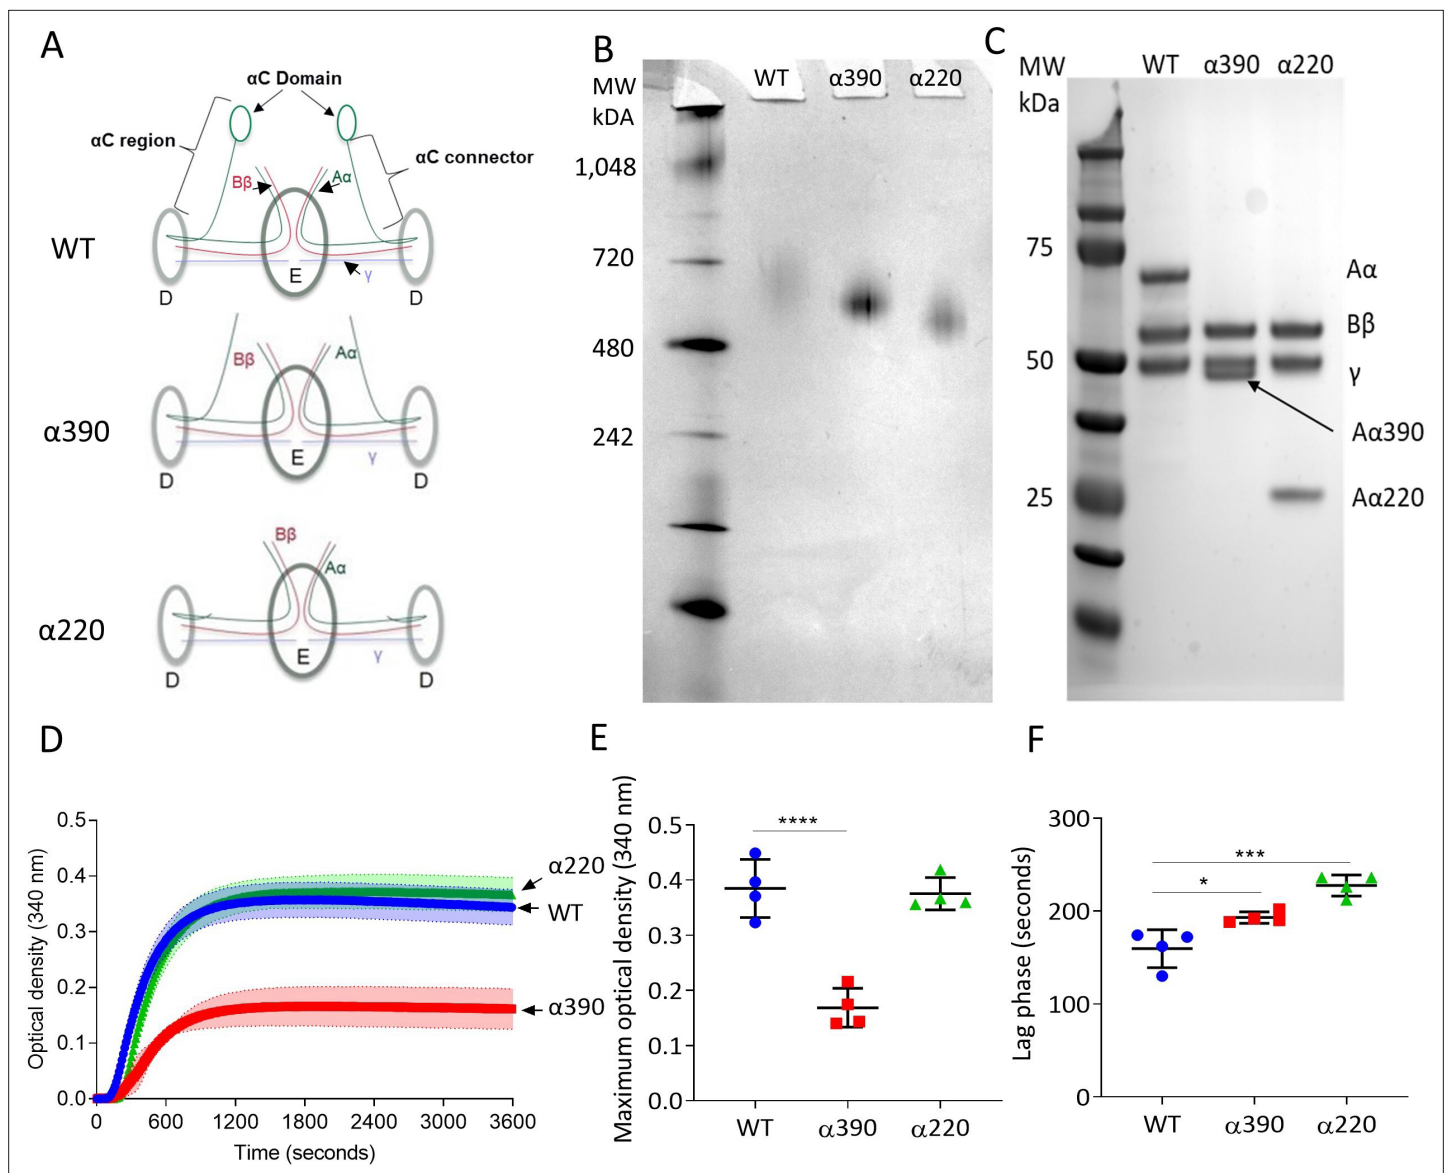 A
αC Domain
αC region
αC connector
Bβ
Aα
WT
E
γ
D
D
Bβ
Aα
α390
E
γ
D
D
Bβ
Aα
α220
E
γ
D
D
B
MW
kDA
WT
α390
α220
1,048
720
480
242
C
MW
kDa
WT
α390
α220
75
50
25
Aα
Bβ
γ
Aα390
Aα220
D
Optical density (340 nm)
0.5
0.4
0.3
0.2
0.1
0.0
0 600 1200 1800 2400 3000 3600
Time (seconds)
α220
WT
α390
E
Maximum optical density (340 nm)
0.5
0.4
0.3
0.2
0.1
0.0
****
WT α390 α220
F
Lag phase (seconds)
300
200
100
0
***
*
WT α390 α220